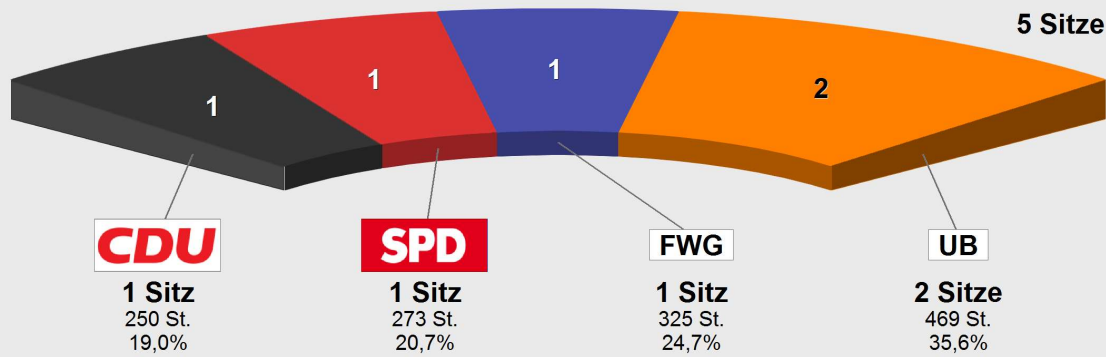 5 Sitze
1
1
1
2
CDU
SPD
FWG
UB
1 Sitz
1 Sitz
1 Sitz
2 Sitze
250 St.
273 St.
325 St.
469 St.
19,0%
20,7%
24,7%
35,6%